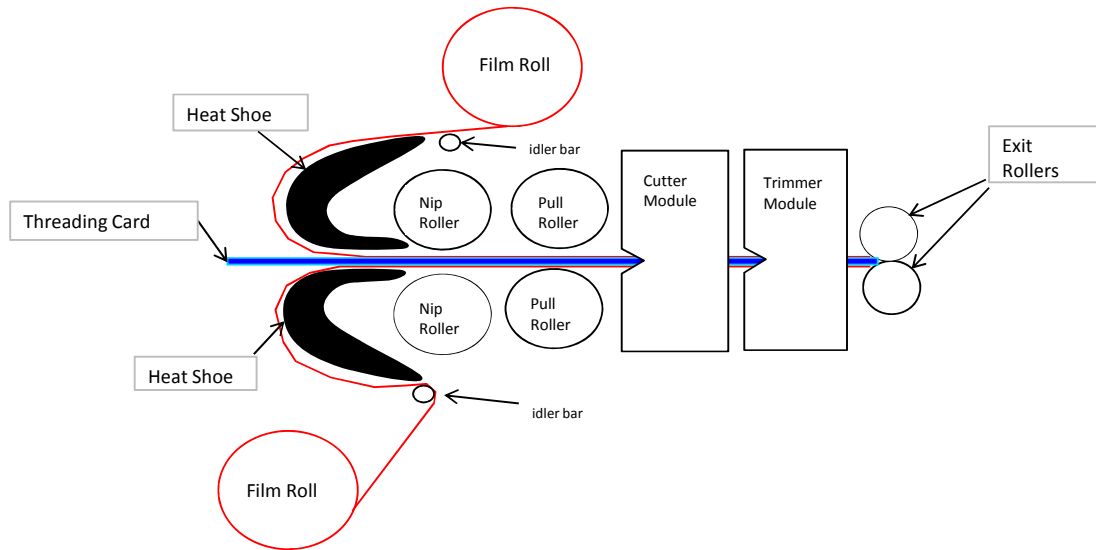 Film Roll
Heat Shoe
idler bar
Exit
Rollers
Cutter
Module
Trimmer
Module
Nip
Roller
Pull
Roller
Threading Card
Nip
Roller
Pull
Roller
Heat Shoe
idler bar
Film Roll